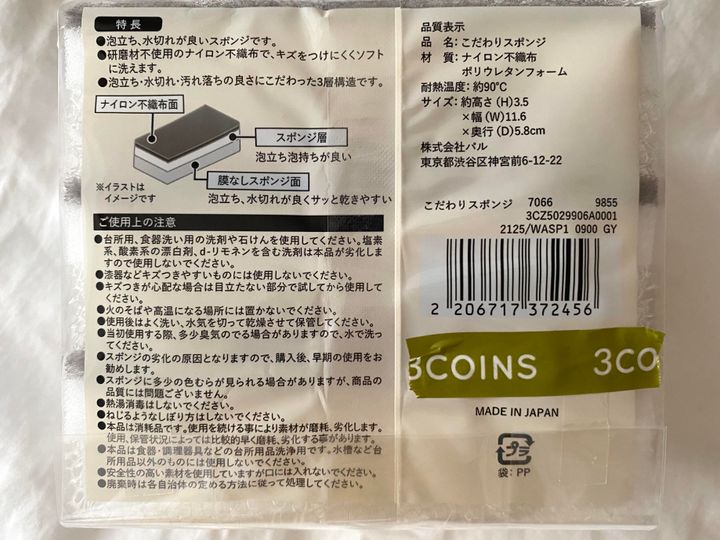 特長
●泡立ち、水切れが良いスポンジです。
●研磨材不使用のナイロン不織布で、キズをつけにくくソフト
に洗えます。
●泡立ち・水切れ・汚れ落ちの良さにこだわった3層構造です。
ナイロン不織布面
スポンジ層
泡立ち泡持ちが良い
膜なしスポンジ面
泡立ち、水切れが良くサッと乾きやすい
※イラストは
イメージです
ご使用上の注意
●台所用、食器洗い用の洗剤や石けんを使用してください。塩素
系、酸素系の漂白剤、d-リモネンを含む洗剤は本品が劣化しま
すので使用しないでください。
●漆器などキズつきやすいものには使用しないでください。
●キズつきが心配な場合は目立たない部分で試してから使用して
ください。
●火のそばや高温になる場所には置かないでください。
●使用後はよく洗い、水気を切って乾燥させて保管してください。
●当初使用する際、多少臭気のでる場合がありますので、水で洗っ
てください。
●スポンジの劣化の原因となりますので、購入後、早期の使用をお
勧めします。
●スポンジに多少の色むらが見られる場合がありますが、商品の
品質には問題ございません。
●熱湯消毒はしないでください。
●ねじるようなしぼり方はしないでください。
●本品は消耗品です。使用を続ける事により素材が磨耗、劣化します。
使用、保管状況によっては比較的早く磨耗、劣化する事があります。
●本品は食器・調理器具などの台所用品洗浄用です。水槽など台
所用品以外のものには使用しないでください。
●安全性の高い素材を使用していますが口には入れないでください。
●廃棄時は各自治体の定める方法に従って処理してください。
品質表示
品 名:こだわりスポンジ
材 質:ナイロン不織布
ポリウレタンフォーム
耐熱温度:約90℃
サイズ:約高さ(H)3.5
×幅(W)11.6
×奥行(D)5.8cm
株式会社パル
東京都渋谷区神宮前6-12-22
こだわりスポンジ 7066 9855
3CZ5029906A0001
2125/WASP1 0900 GY
2 206717 372456
3COINS 3CO
MADE IN JAPAN
プラ
袋:PP